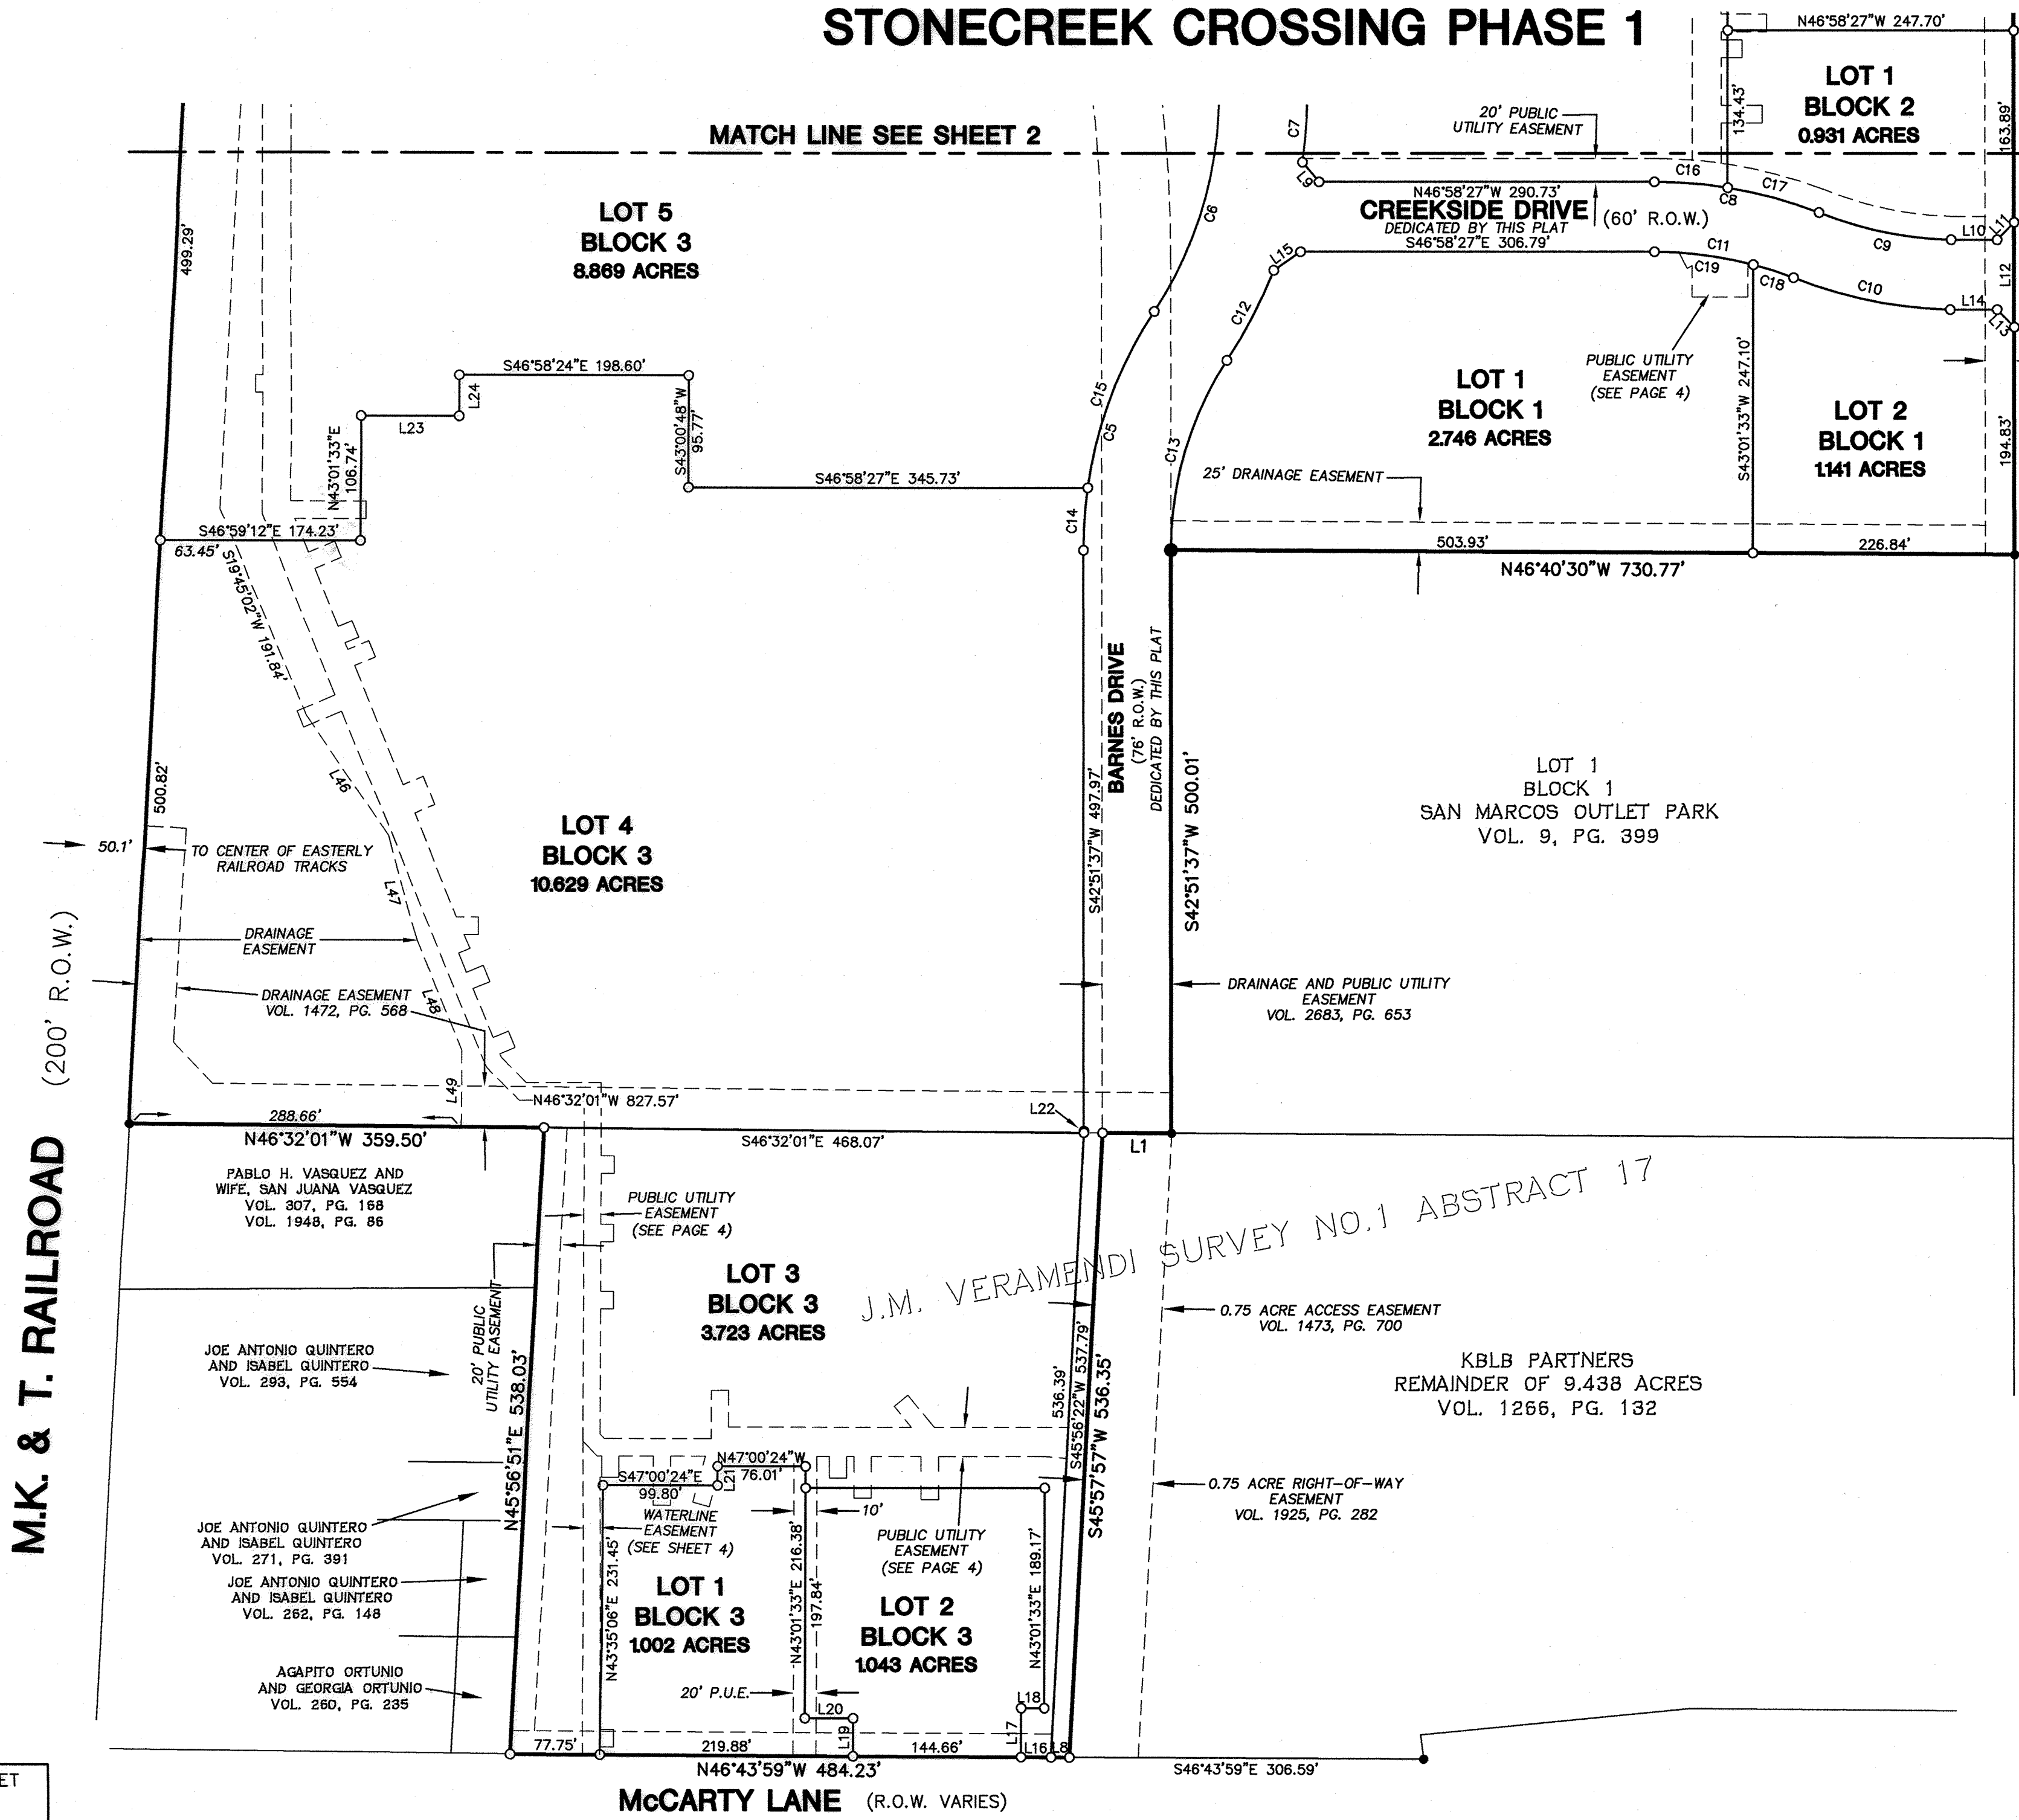 STONECREEK CROSSING PHASE 1
N46°58'27"W 247.70'
LOT 1
BLOCK 2
0.931 ACRES
134.43'
163.89'
20' PUBLIC
UTILITY EASEMENT
C7
MATCH LINE SEE SHEET 2
L9
N46°58'27"W 290.73'
C16
C17
C8
CREEKSIDE DRIVE (60' R.O.W.)
DEDICATED BY THIS PLAT
S46°58'27"E 306.79'
C9
L10
L11
L12
L13
L14
C10
C11
C19
C18
L15
C12
C13
C6
C15
C5
C14
499.29'
LOT 5
BLOCK 3
8.869 ACRES
S46°58'24"E 198.60'
L24
L23
N43°01'33"E
106.74'
S43°00'48"W
95.77'
S46°58'27"E 345.73'
S46°59'12"E 174.23'
63.45'
S19°45'02"W 191.84'
PUBLIC UTILITY
EASEMENT
(SEE PAGE 4)
LOT 1
BLOCK 1
2.746 ACRES
S43°01'33"W 247.10'
LOT 2
BLOCK 1
1.141 ACRES
194.83'
25' DRAINAGE EASEMENT
503.93'
226.84'
N46°40'30"W 730.77'
BARNES DRIVE
(76' R.O.W.)
DEDICATED BY THIS PLAT
S42°51'37"W 497.97'
S42°51'37"W 500.01'
LOT 1
BLOCK 1
SAN MARCOS OUTLET PARK
VOL. 9, PG. 399
500.82'
L46
L47
L48
L49
50.1'
TO CENTER OF EASTERLY
RAILROAD TRACKS
LOT 4
BLOCK 3
10.629 ACRES
DRAINAGE
EASEMENT
DRAINAGE EASEMENT
VOL. 1472, PG. 568
DRAINAGE AND PUBLIC UTILITY
EASEMENT
VOL. 2683, PG. 653
M.K. & T. RAILROAD (200' R.O.W.)
N46°32'01"W 827.57'
288.66'
N46°32'01"W 359.50'
S46°32'01"E 468.07'
L22
L1
PABLO H. VASQUEZ AND
WIFE, SAN JUANA VASQUEZ
VOL. 307, PG. 168
VOL. 1948, PG. 86
PUBLIC UTILITY
EASEMENT
(SEE PAGE 4)
20' PUBLIC
UTILITY EASEMENT
N45°56'51"E 538.03'
LOT 3
BLOCK 3
3.723 ACRES
J.M. VERAMENDI SURVEY NO.1 ABSTRACT 17
0.75 ACRE ACCESS EASEMENT
VOL. 1473, PG. 700
KBLB PARTNERS
REMAINDER OF 9.438 ACRES
VOL. 1266, PG. 132
536.39'
S45°56'22"W 537.79'
S45°57'57"W 536.35'
JOE ANTONIO QUINTERO
AND ISABEL QUINTERO
VOL. 293, PG. 554
N47°00'24"W
76.01'
S47°00'24"E
99.80'
L21
0.75 ACRE RIGHT-OF-WAY
EASEMENT
VOL. 1925, PG. 282
JOE ANTONIO QUINTERO
AND ISABEL QUINTERO
VOL. 271, PG. 391
WATERLINE
EASEMENT
(SEE SHEET 4)
10'
PUBLIC UTILITY
EASEMENT
(SEE PAGE 4)
JOE ANTONIO QUINTERO
AND ISABEL QUINTERO
VOL. 262, PG. 148
N43°35'06"E 231.45'
LOT 1
BLOCK 3
1.002 ACRES
N43°01'33"E 216.38'
197.84'
LOT 2
BLOCK 3
1.043 ACRES
N43°01'33"E 189.17'
AGAPITO ORTUNIO
AND GEORGIA ORTUNIO
VOL. 260, PG. 235
20' P.U.E.
L20
L19
L18
L17
77.75'
219.88'
144.66'
L16
L8
N46°43'59"W 484.23'
S46°43'59"E 306.59'
McCARTY LANE (R.O.W. VARIES)
ET